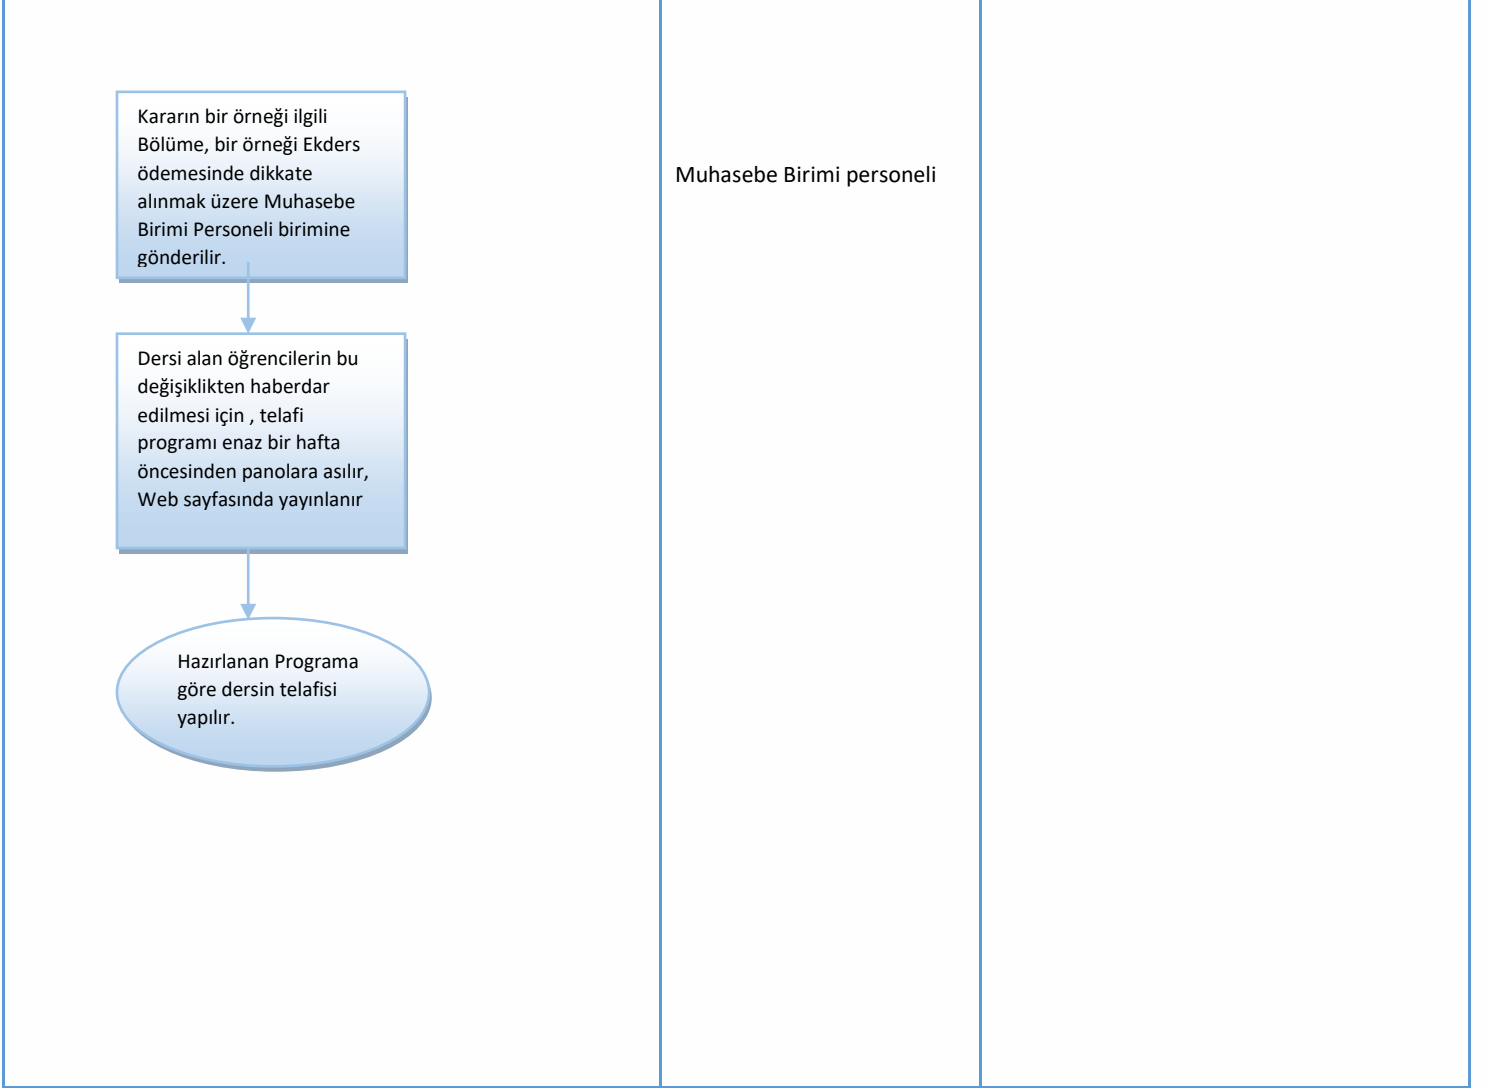 Kararın bir örneği ilgili
Bölüme, bir örneği Ekders
ödemesinde dikkate
alınmak üzere Muhasebe
Birimi Personeli birimine
gönderilir.
Muhasebe Birimi personeli
Dersi alan öğrencilerin bu
değişiklikten haberdar
edilmesi için , telafi
programı enaz bir hafta
öncesinden panolara asılır,
Web sayfasında yayınlanır
Hazırlanan Programa
göre dersin telafisi
yapılır.